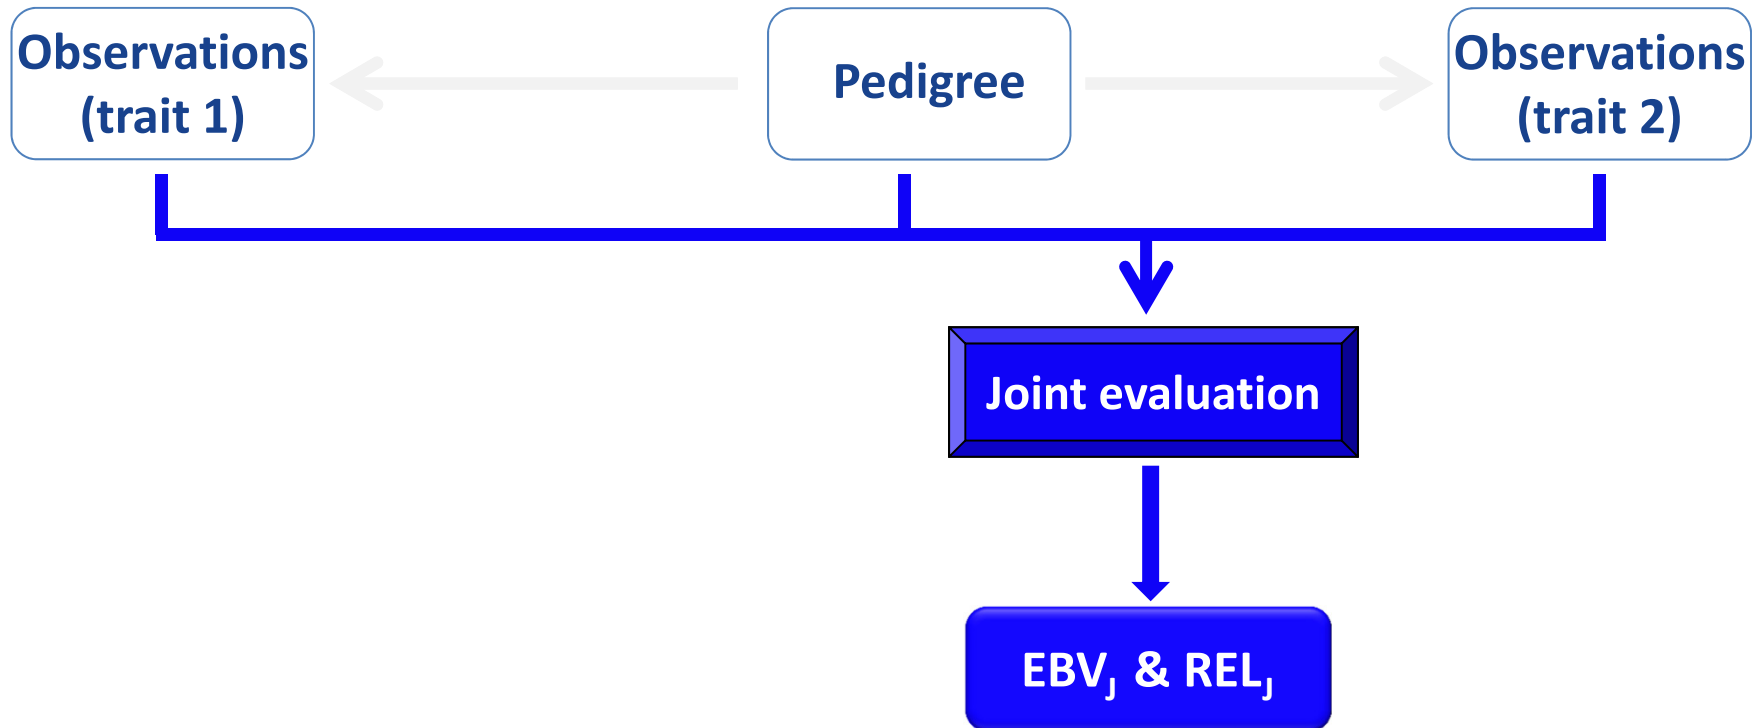 Observations
(trait 1)
Pedigree
Observations
(trait 2)
Joint evaluation
EBVJ & RELJ